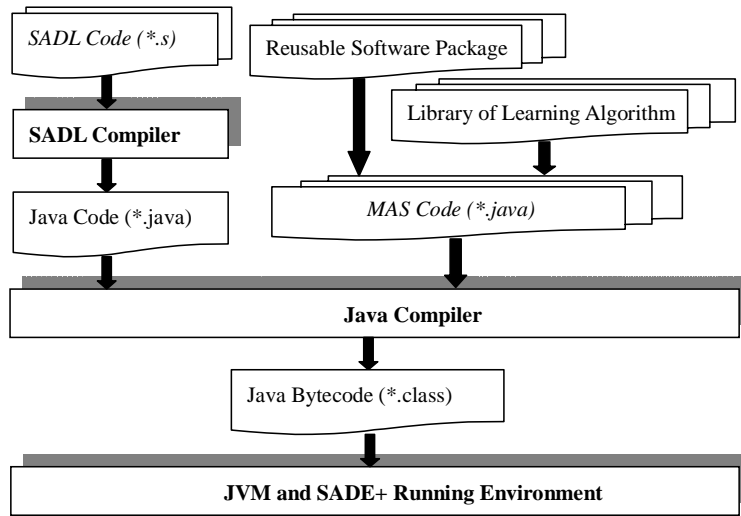 SADL Code (*.s)
Reusable Software Package
Library of Learning Algorithm
SADL Compiler
Java Code (*.java)
MAS Code (*.java)
Java Compiler
Java Bytecode (*.class)
JVM and SADE+ Running Environment